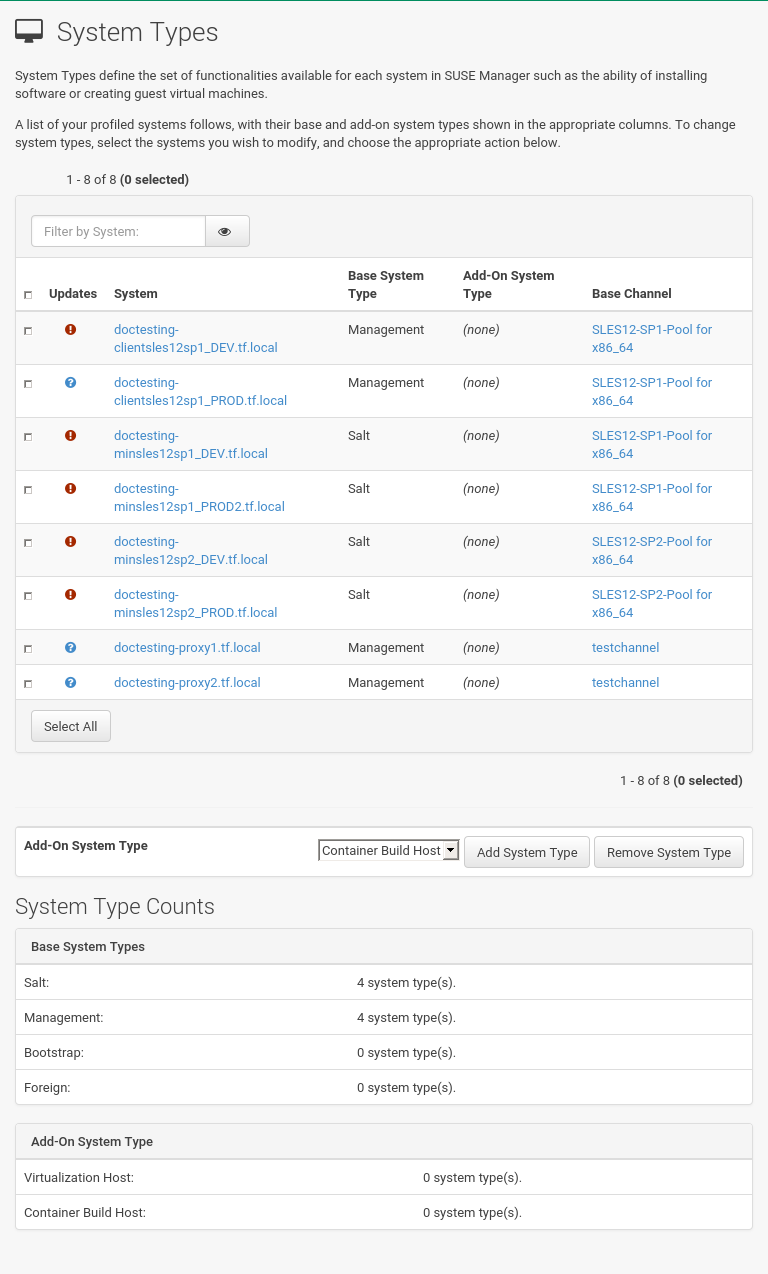 System Types
System Types define the set of functionalities available for each system in SUSE Manager such as the ability of installing
software or creating guest virtual machines.
A list of your profiled systems follows, with their base and add-on system types shown in the appropriate columns. To change
system types, select the systems you wish to modify, and choose the appropriate action below.
1 - 8 of 8 (0 selected)
Filter by System:
Updates System Base System Type Add-On System Type Base Channel
doctesting-
clientsles12sp1_DEV.tf.local Management (none) SLES12-SP1-Pool for
x86_64
doctesting-
clientsles12sp1_PROD.tf.local Management (none) SLES12-SP1-Pool for
x86_64
doctesting-
minsles12sp1_DEV.tf.local Salt (none) SLES12-SP1-Pool for
x86_64
doctesting-
minsles12sp1_PROD2.tf.local Salt (none) SLES12-SP1-Pool for
x86_64
doctesting-
minsles12sp2_DEV.tf.local Salt (none) SLES12-SP2-Pool for
x86_64
doctesting-
minsles12sp2_PROD.tf.local Salt (none) SLES12-SP2-Pool for
x86_64
doctesting-proxy1.tf.local Management (none) testchannel
doctesting-proxy2.tf.local Management (none) testchannel
Select All
1 - 8 of 8 (0 selected)
Add-On System Type Container Build Host Add System Type Remove System Type
System Type Counts
Base System Types
Salt: 4 system type(s).
Management: 4 system type(s).
Bootstrap: 0 system type(s).
Foreign: 0 system type(s).
Add-On System Type
Virtualization Host: 0 system type(s).
Container Build Host: 0 system type(s).